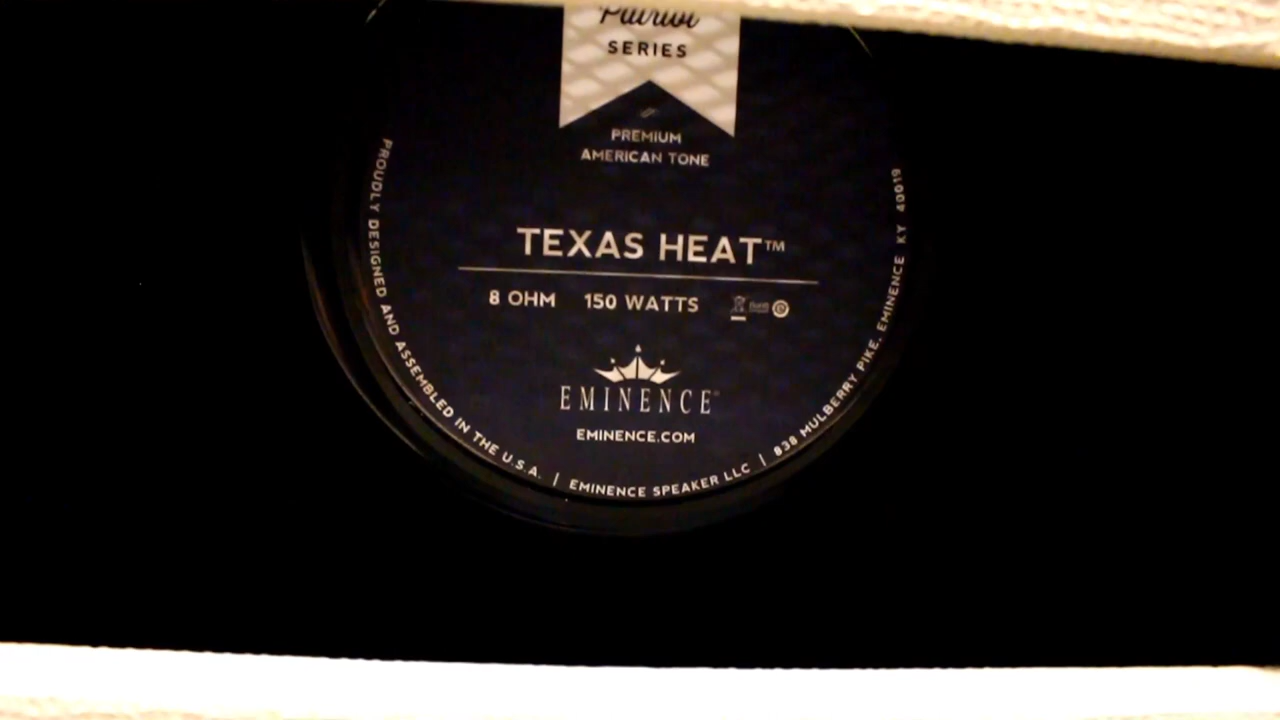 Patriot
SERIES
PREMIUM
AMERICAN TONE
TEXAS HEAT™
8 OHM 150 WATTS
EMINENCE®
EMINENCE.COM
PROUDLY DESIGNED AND ASSEMBLED IN THE U.S.A. | EMINENCE SPEAKER LLC | 838 MULBERRY PIKE, EMINENCE KY 40019